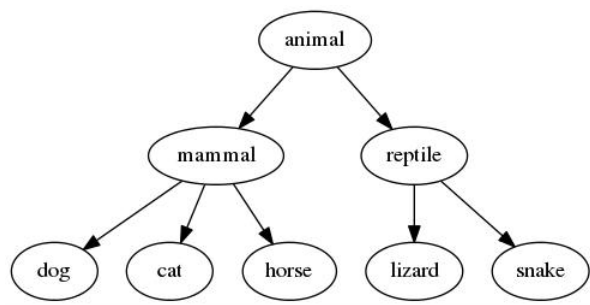 animal
mammal
reptile
dog
cat
horse
lizard
snake